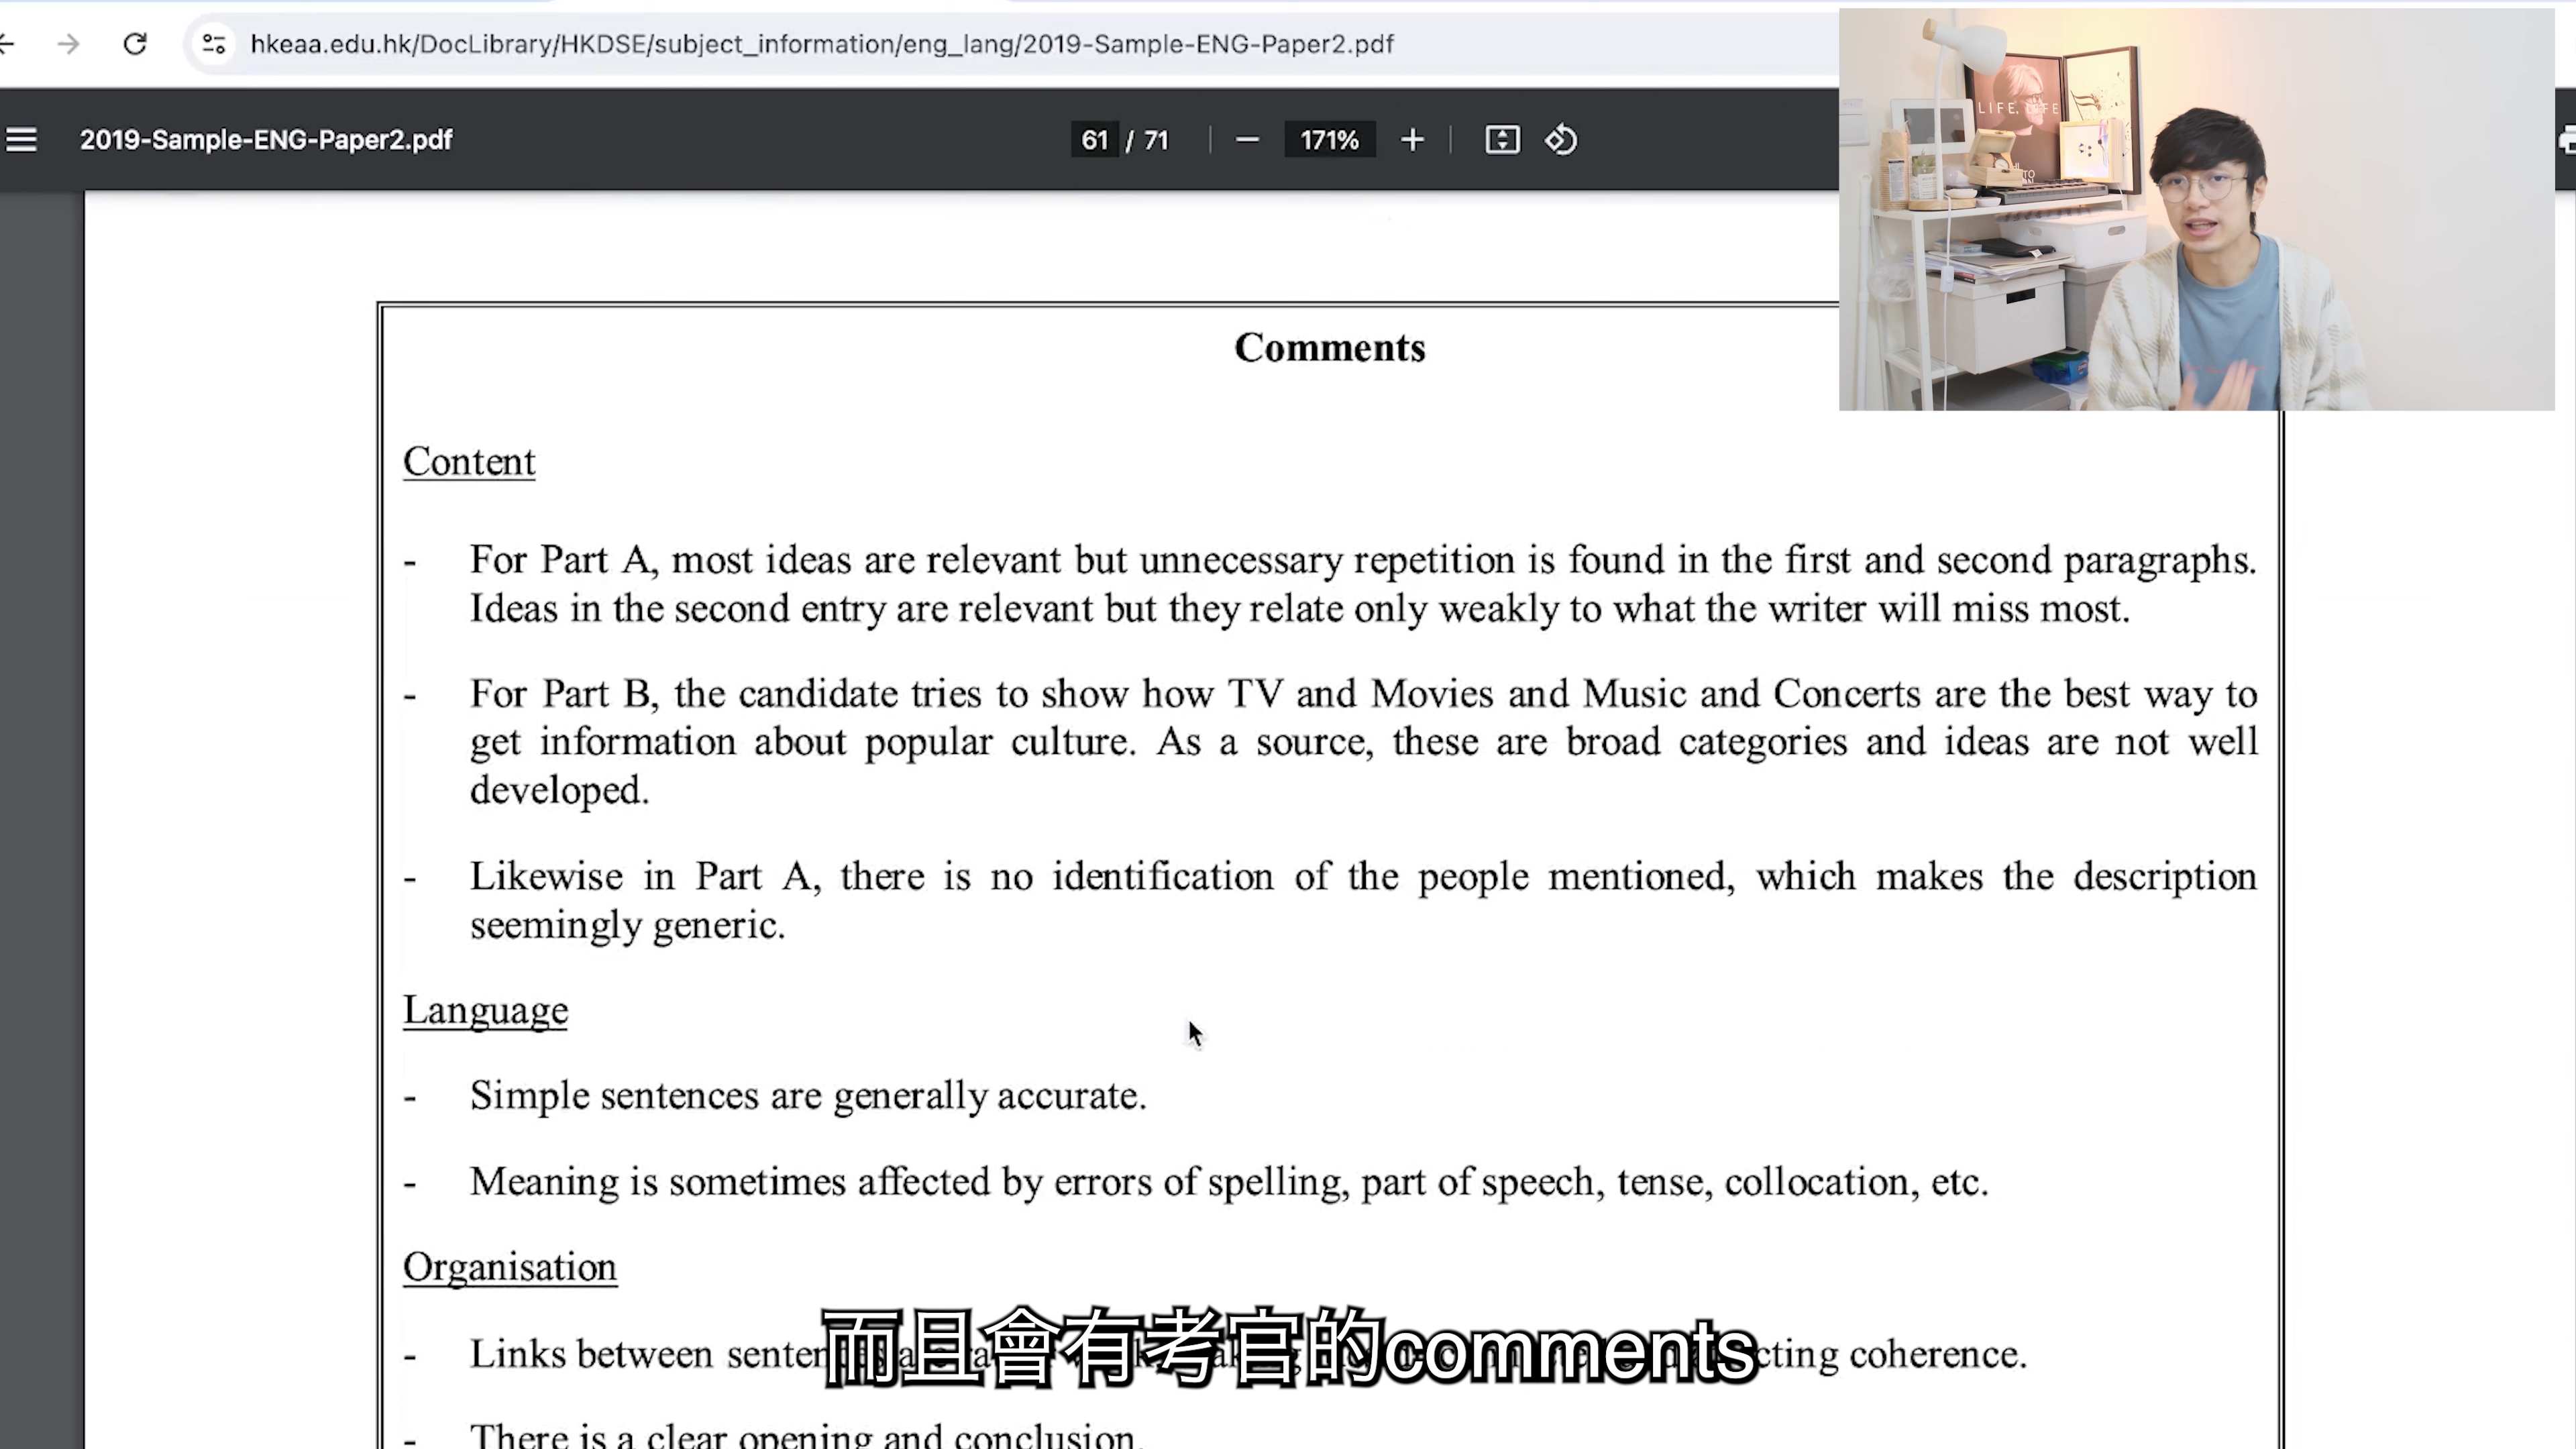 hkeaa.edu.hk/DocLibrary/HKDSE/subject_information/eng_lang/2019-Sample-ENG-Paper2.pdf
2019-Sample-ENG-Paper2.pdf
61 / 71
171%
LIFE, LIFE
Comments
Content
- For Part A, most ideas are relevant but unnecessary repetition is found in the first and second paragraphs.
Ideas in the second entry are relevant but they relate only weakly to what the writer will miss most.
- For Part B, the candidate tries to show how TV and Movies and Music and Concerts are the best way to
get information about popular culture. As a source, these are broad categories and ideas are not well
developed.
- Likewise in Part A, there is no identification of the people mentioned, which makes the description
seemingly generic.
Language
- Simple sentences are generally accurate.
- Meaning is sometimes affected by errors of spelling, part of speech, tense, collocation, etc.
Organisation
- Links between coherence.
而且會有考官的comments
- There is a clear opening and conclusion.